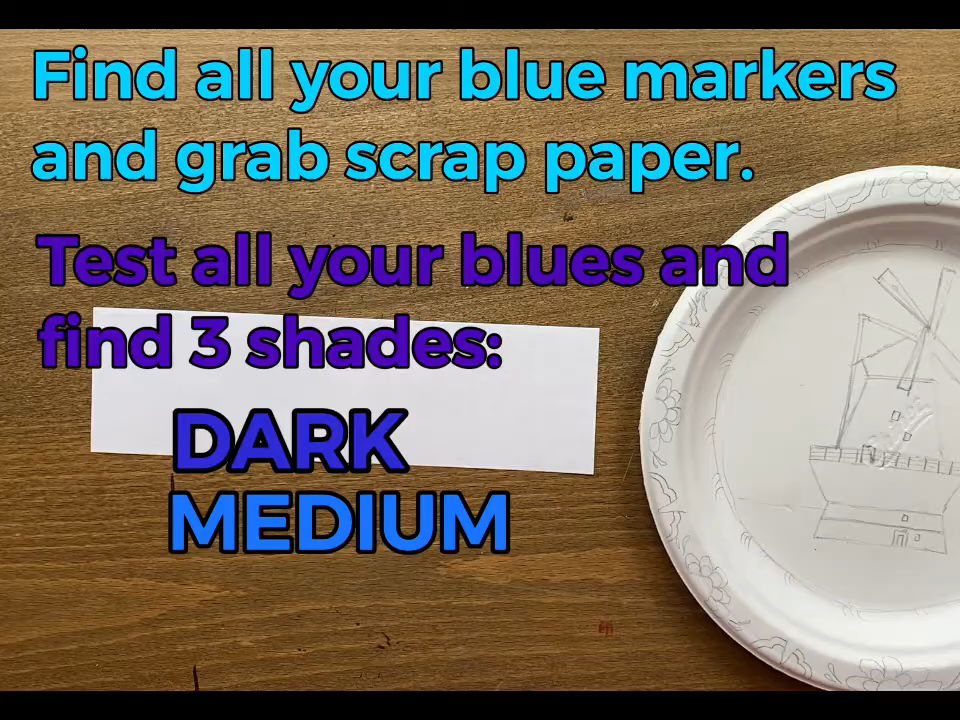 Find all your blue markers
and grab scrap paper.
Test all your blues and
find 3 shades:
DARK
MEDIUM